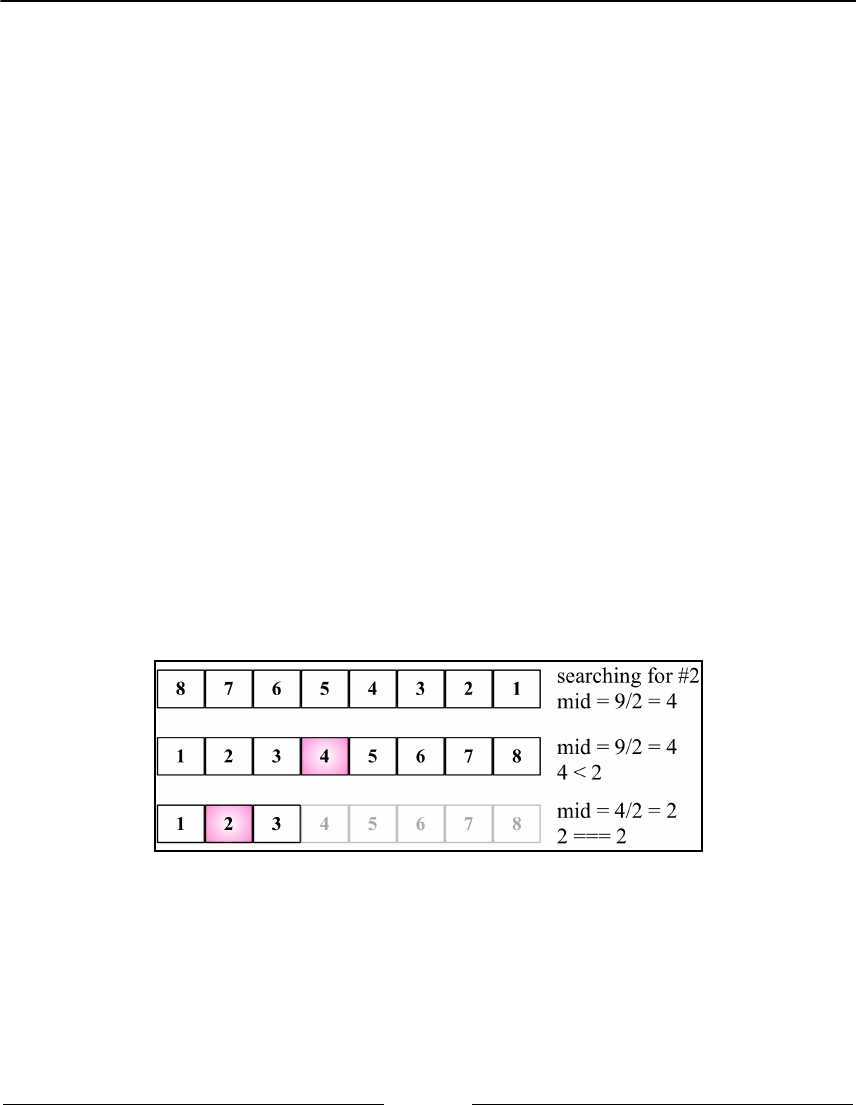 8 7 6 5 4 3 2 1
searching for #2
mid = 9/2 = 4
1 2 3 4 5 6 7 8
mid = 9/2 = 4
4 < 2
1 2 3 4 5 6 7 8
mid = 4/2 = 2
2 === 2